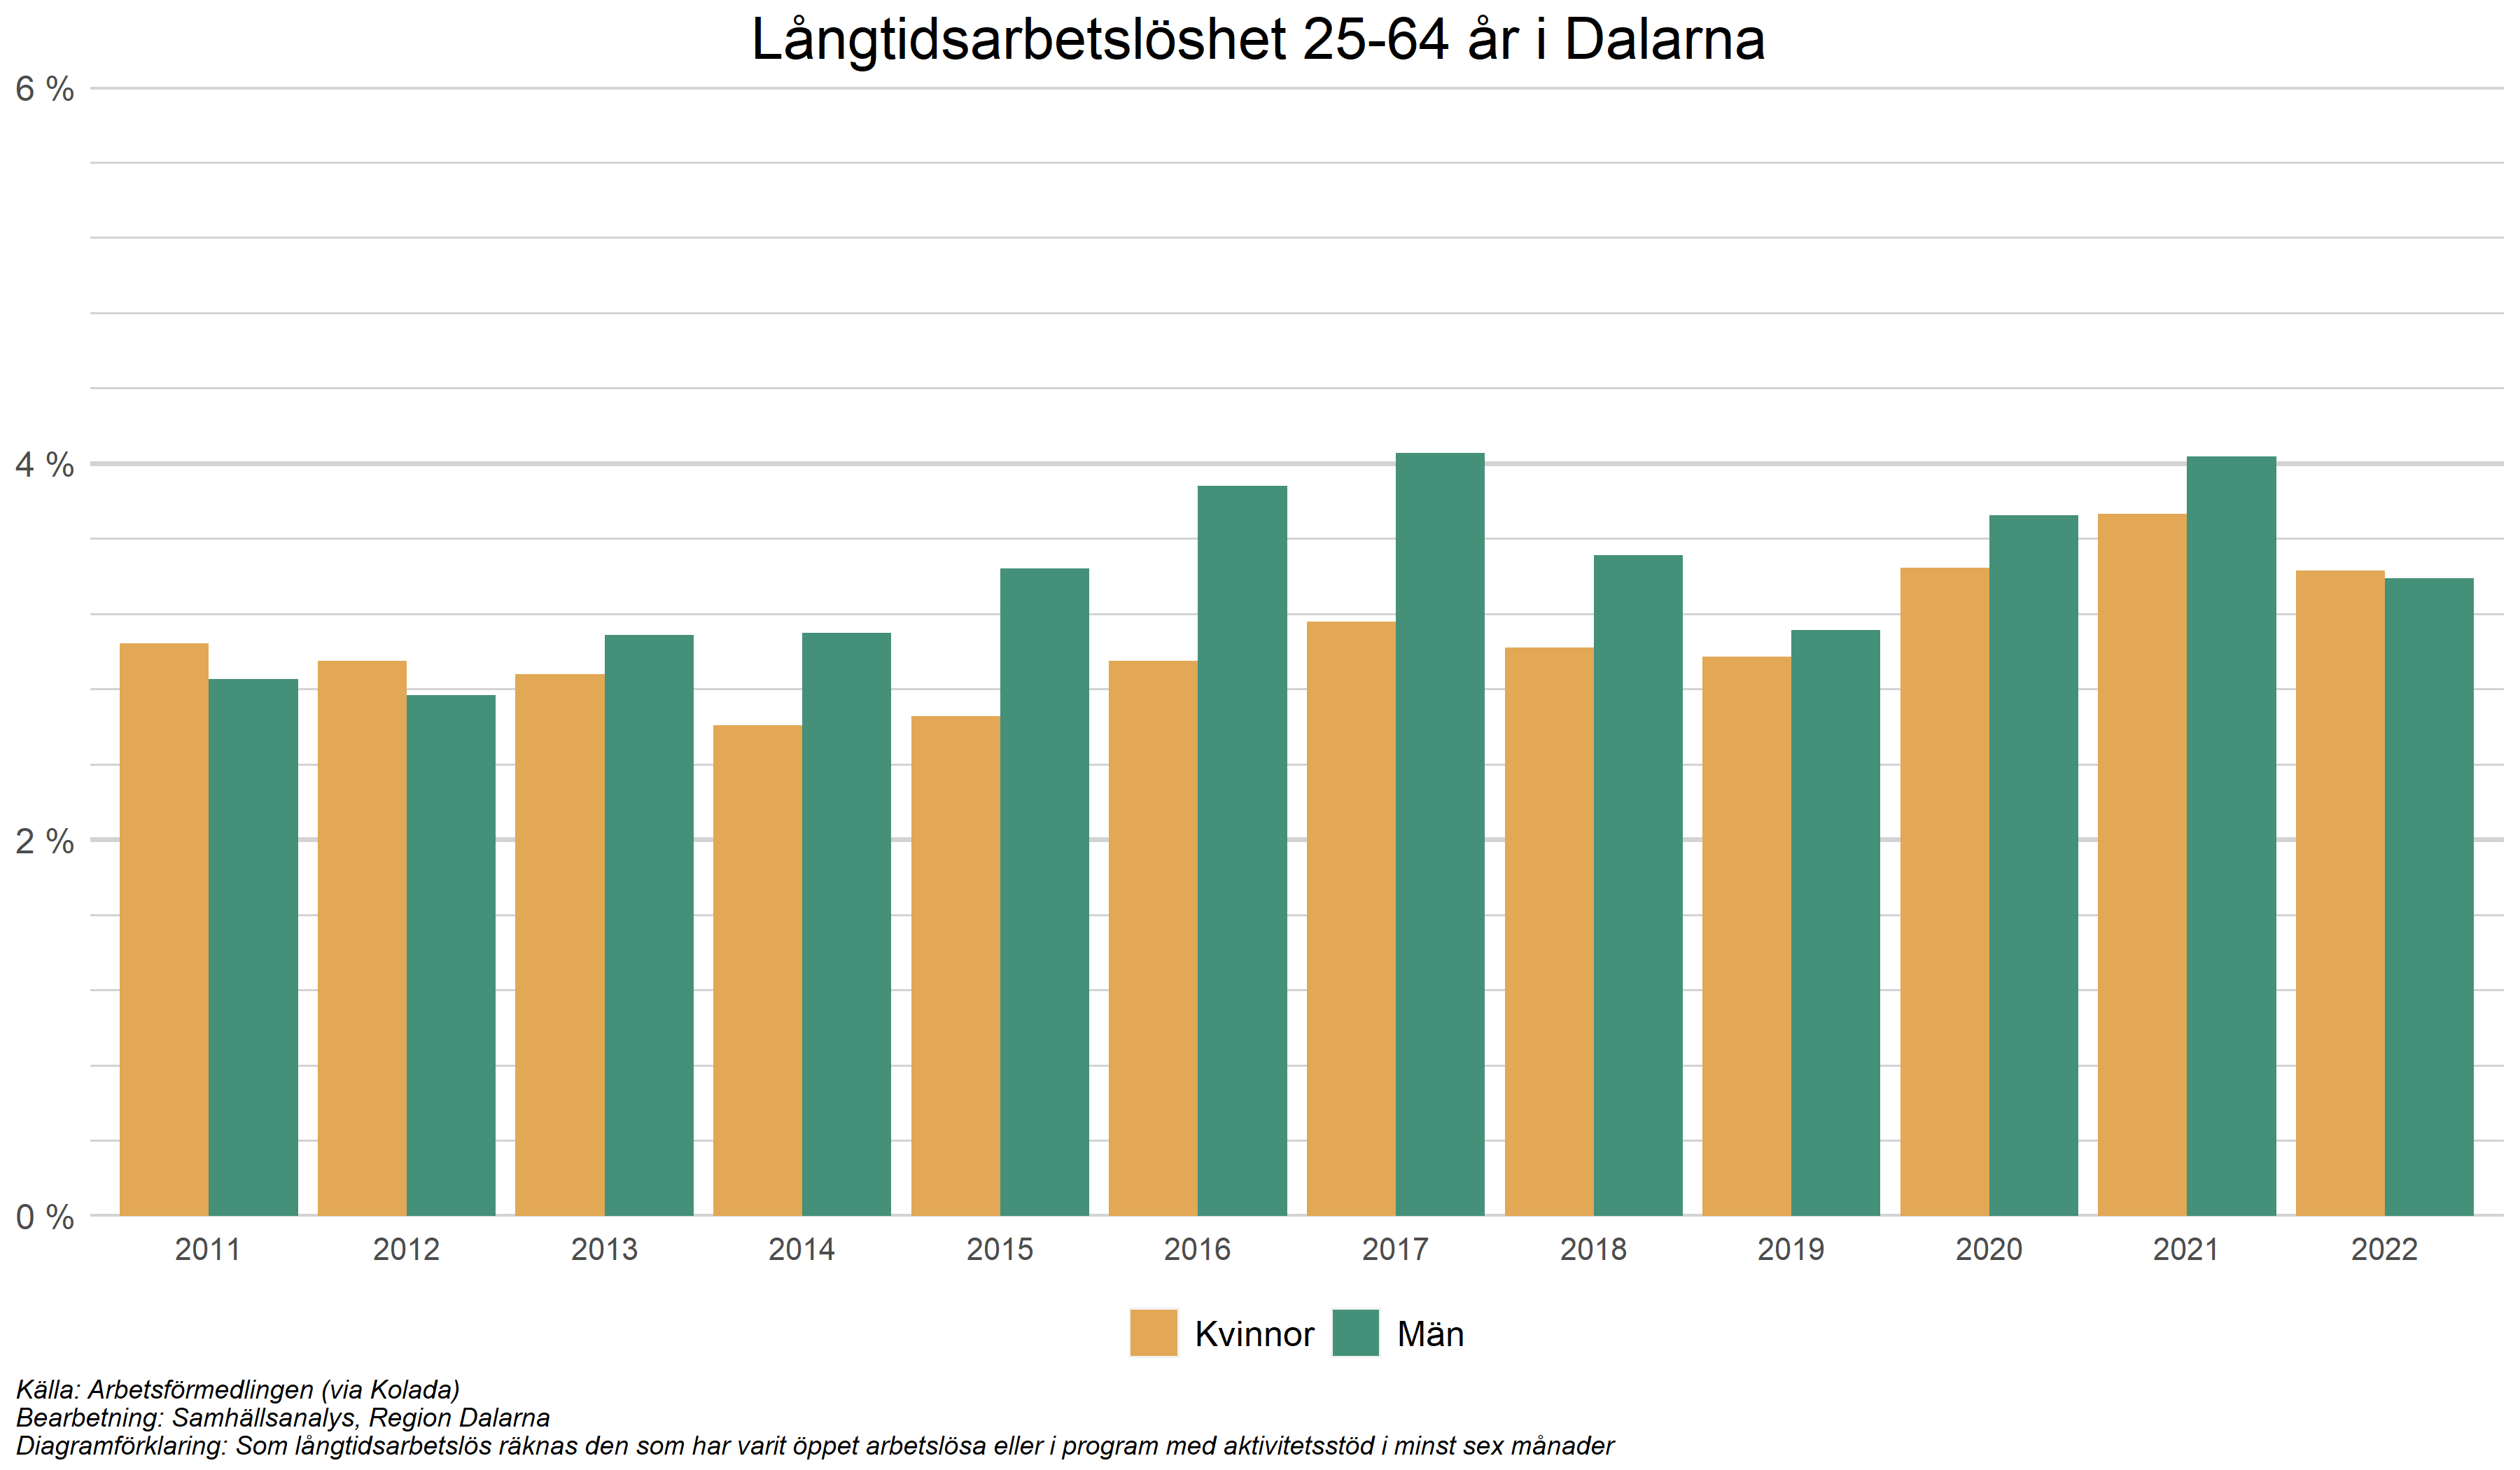 Långtidsarbetslöshet 25-64 år i Dalarna
6 %
4 %
2 %
0 %
2011 2012 2013 2014 2015 2016 2017 2018 2019 2020 2021 2022
Kvinnor Män
Källa: Arbetsförmedlingen (via Kolada)
Bearbetning: Samhällsanalys, Region Dalarna
Diagramförklaring: Som långtidsarbetslös räknas den som har varit öppet arbetslösa eller i program med aktivitetsstöd i minst sex månader